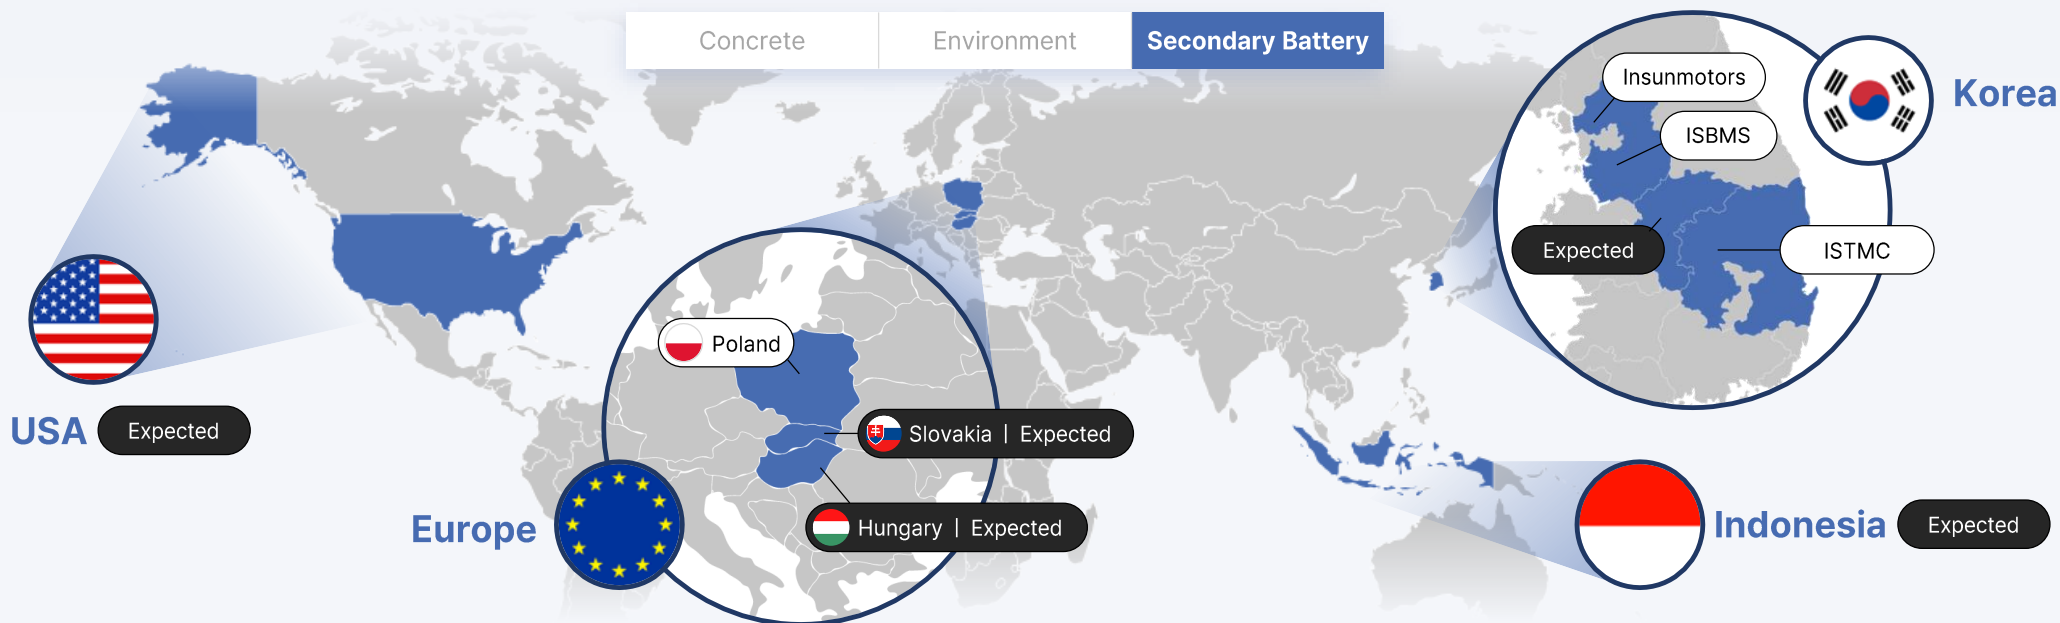 Concrete
Environment
Secondary Battery
Insunmotors
ISBMS
Expected
ISTMC
Korea
USA
Expected
Poland
Slovakia | Expected
Hungary | Expected
Europe
Indonesia
Expected